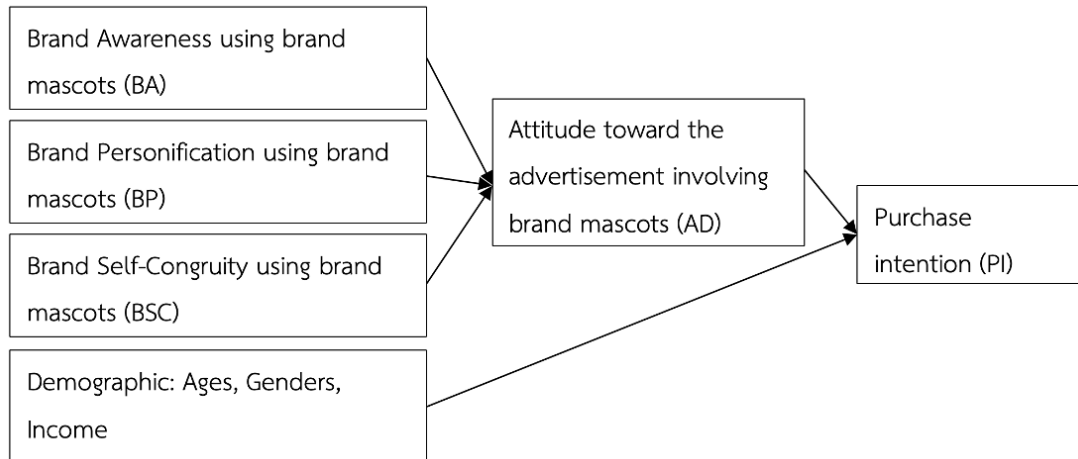 Brand Awareness using brand
mascots (BA)
Brand Personification using brand
mascots (BP)
Brand Self-Congruity using brand
mascots (BSC)
Demographic: Ages, Genders,
Income
Attitude toward the
advertisement involving
brand mascots (AD)
Purchase
intention (PI)